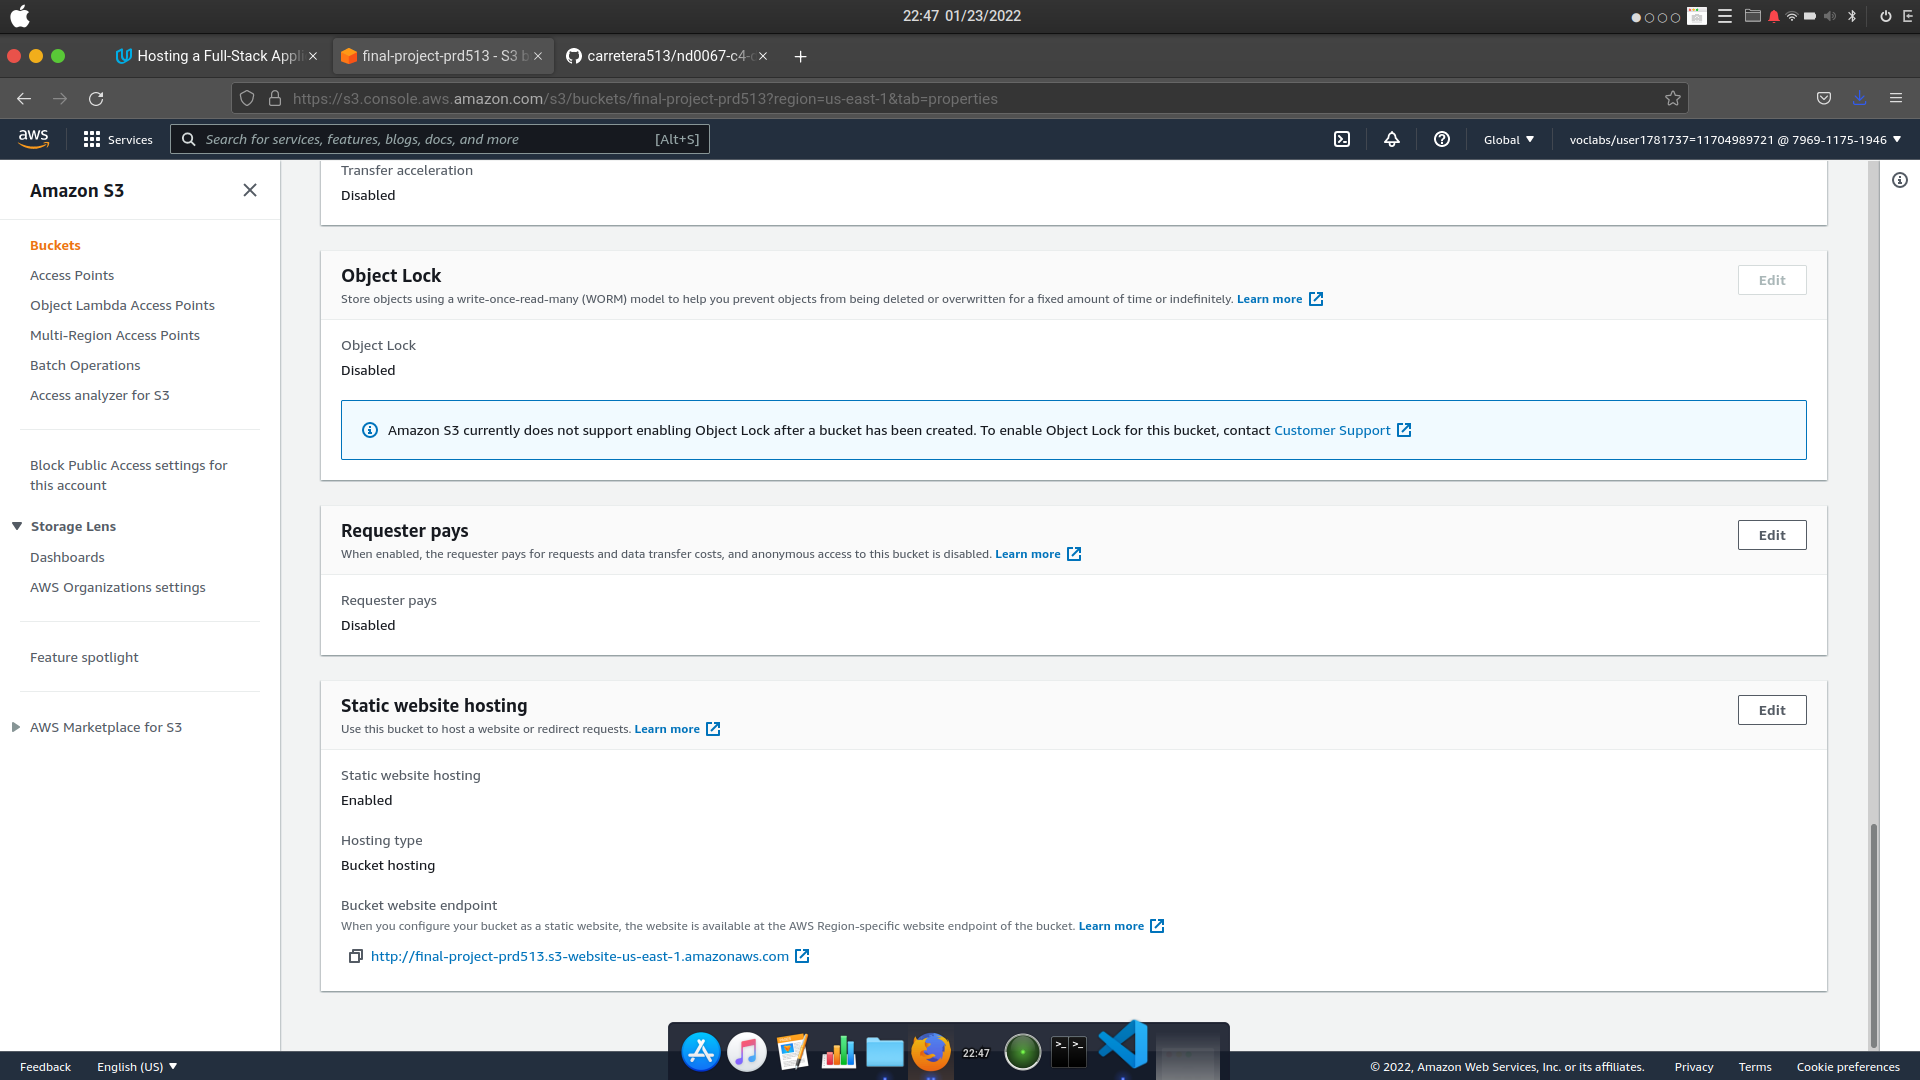 22:47 01/23/2022
Hosting a Full-Stack Appli
final-project-prd513 - S3 b
carretera513/nd0067-c4-
https://s3.console.aws.amazon.com/s3/buckets/final-project-prd513?region=us-east-1&tab=properties
aws
Services
Search for services, features, blogs, docs, and more
[Alt+S]
Global
voclabs/user1781737=11704989721 @ 7969-1175-1946
Amazon S3
Buckets
Access Points
Object Lambda Access Points
Multi-Region Access Points
Batch Operations
Access analyzer for S3
Block Public Access settings for
this account
Storage Lens
Dashboards
AWS Organizations settings
Feature spotlight
AWS Marketplace for S3
Transfer acceleration
Disabled
Object Lock
Edit
Store objects using a write-once-read-many (WORM) model to help you prevent objects from being deleted or overwritten for a fixed amount of time or indefinitely. Learn more
Object Lock
Disabled
Amazon S3 currently does not support enabling Object Lock after a bucket has been created. To enable Object Lock for this bucket, contact Customer Support
Requester pays
Edit
When enabled, the requester pays for requests and data transfer costs, and anonymous access to this bucket is disabled. Learn more
Requester pays
Disabled
Static website hosting
Edit
Use this bucket to host a website or redirect requests. Learn more
Static website hosting
Enabled
Hosting type
Bucket hosting
Bucket website endpoint
When you configure your bucket as a static website, the website is available at the AWS Region-specific website endpoint of the bucket. Learn more
http://final-project-prd513.s3-website-us-east-1.amazonaws.com
22:47
>_ >_
Feedback
English (US)
© 2022, Amazon Web Services, Inc. or its affiliates.
Privacy
Terms
Cookie preferences